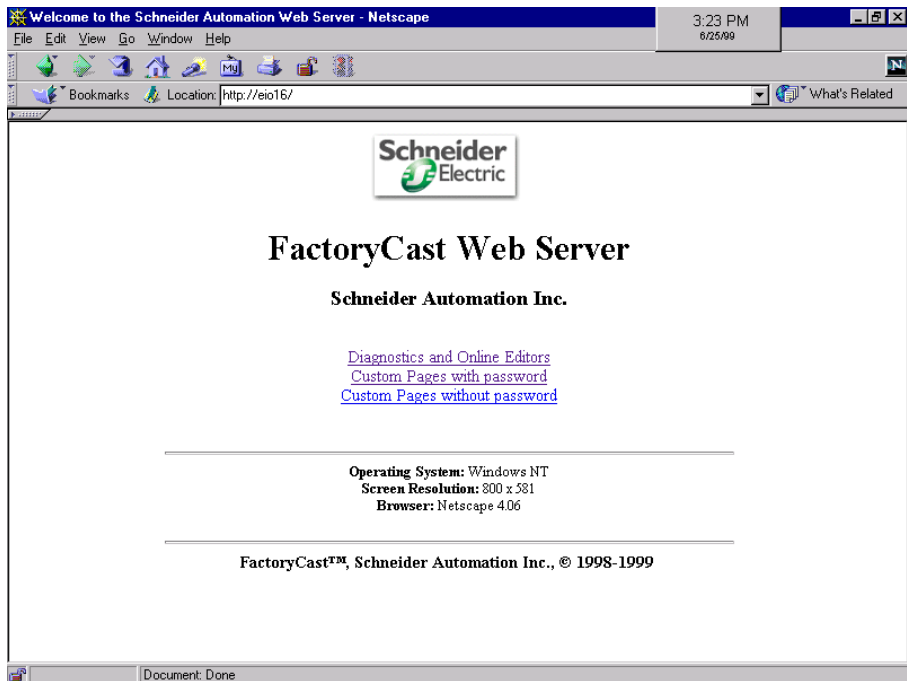 Welcome to the Schneider Automation Web Server - Netscape
3:23 PM
6/25/99
File Edit View Go Window Help
My
N
Bookmarks Location: http://eio16/ What's Related
Schneider
Electric
FactoryCast Web Server
Schneider Automation Inc.
Diagnostics and Online Editors
Custom Pages with password
Custom Pages without password
Operating System: Windows NT
Screen Resolution: 800 x 581
Browser: Netscape 4.06
FactoryCast™, Schneider Automation Inc., © 1998-1999
Document: Done